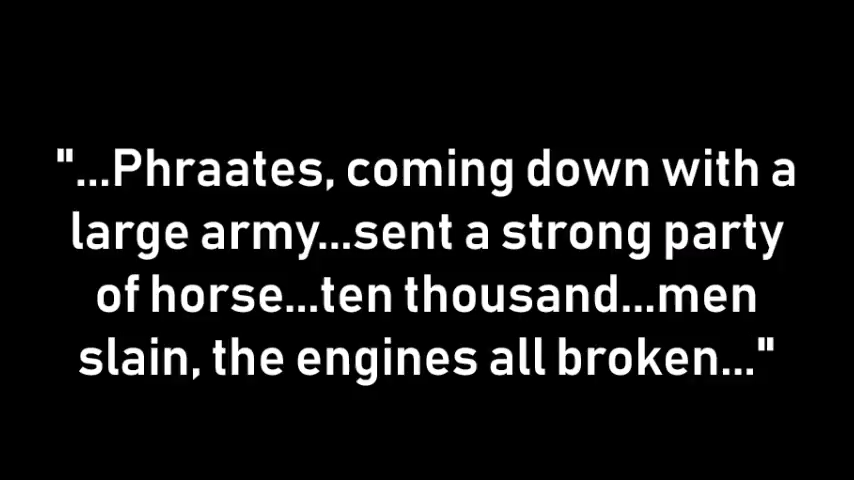 "...Phraates, coming down with a
large army...sent a strong party
of horse...ten thousand...men
slain, the engines all broken..."